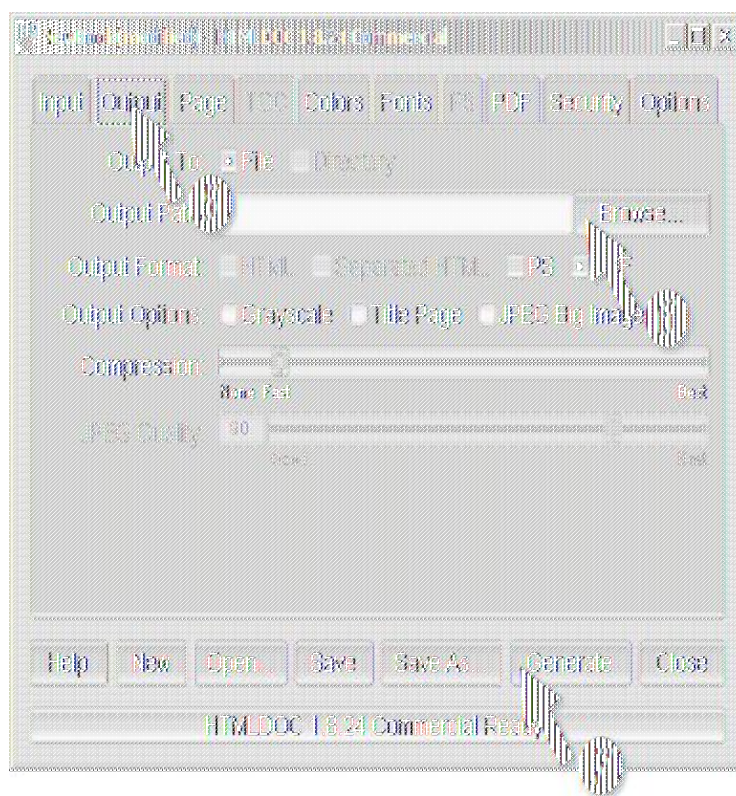 HTMLDOC 1.8.24 Commercial
Input Output Page TOC Colors Fonts PS PDF Security Options
Output To: File Directory
Output Path: Browse...
Output Format: HTML Separated HTML PS PDF
Output Options: Grayscale Title Page JPEG Big Images
Compression:
None Fast Best
JPEG Quality: 90
Best
Help New Open... Save Save As... Generate Close
HTMLDOC 1.8.24 Commercial Ready